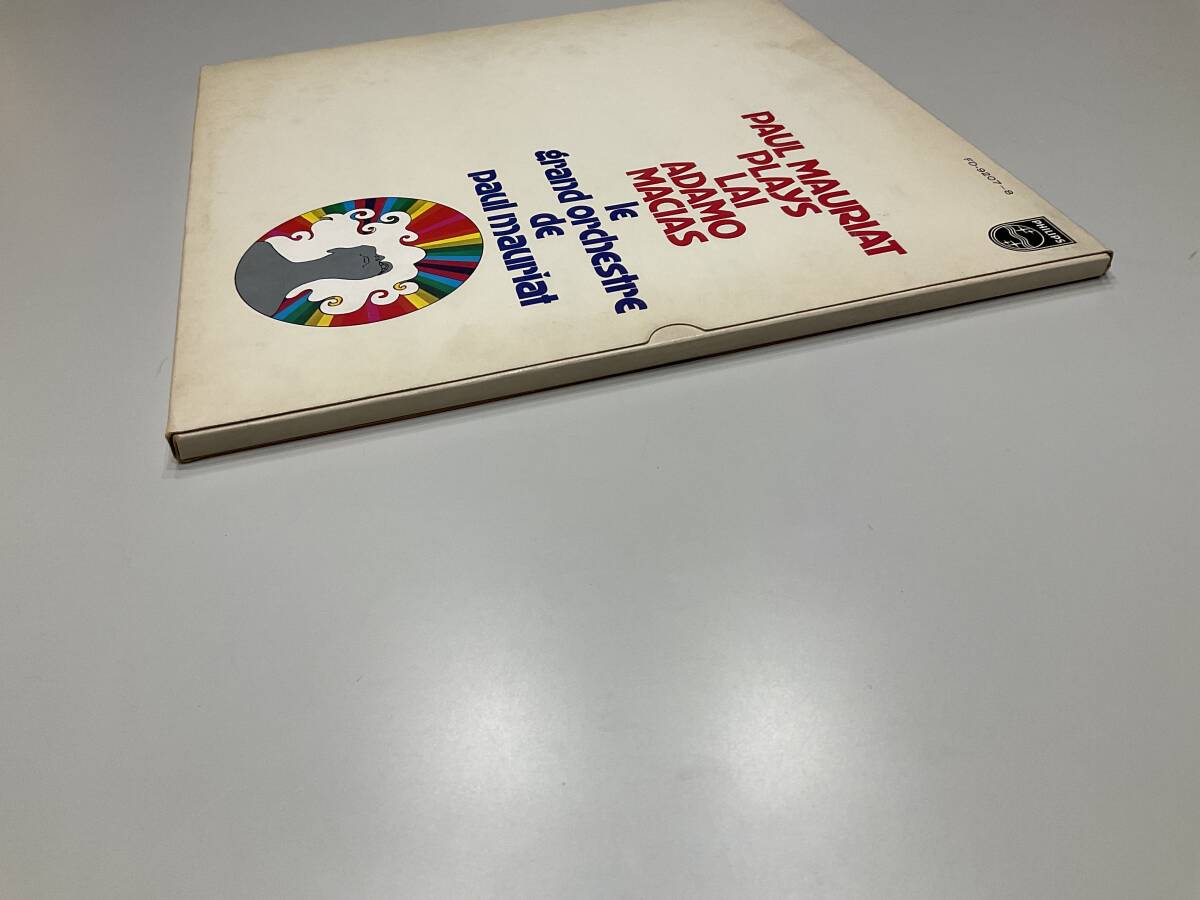 FD-9207-8
PHILIPS
PAUL MAURIAT
PLAYS
LAI
ADAMO
MACIAS
le
grand orchestre
de
paul mauriat